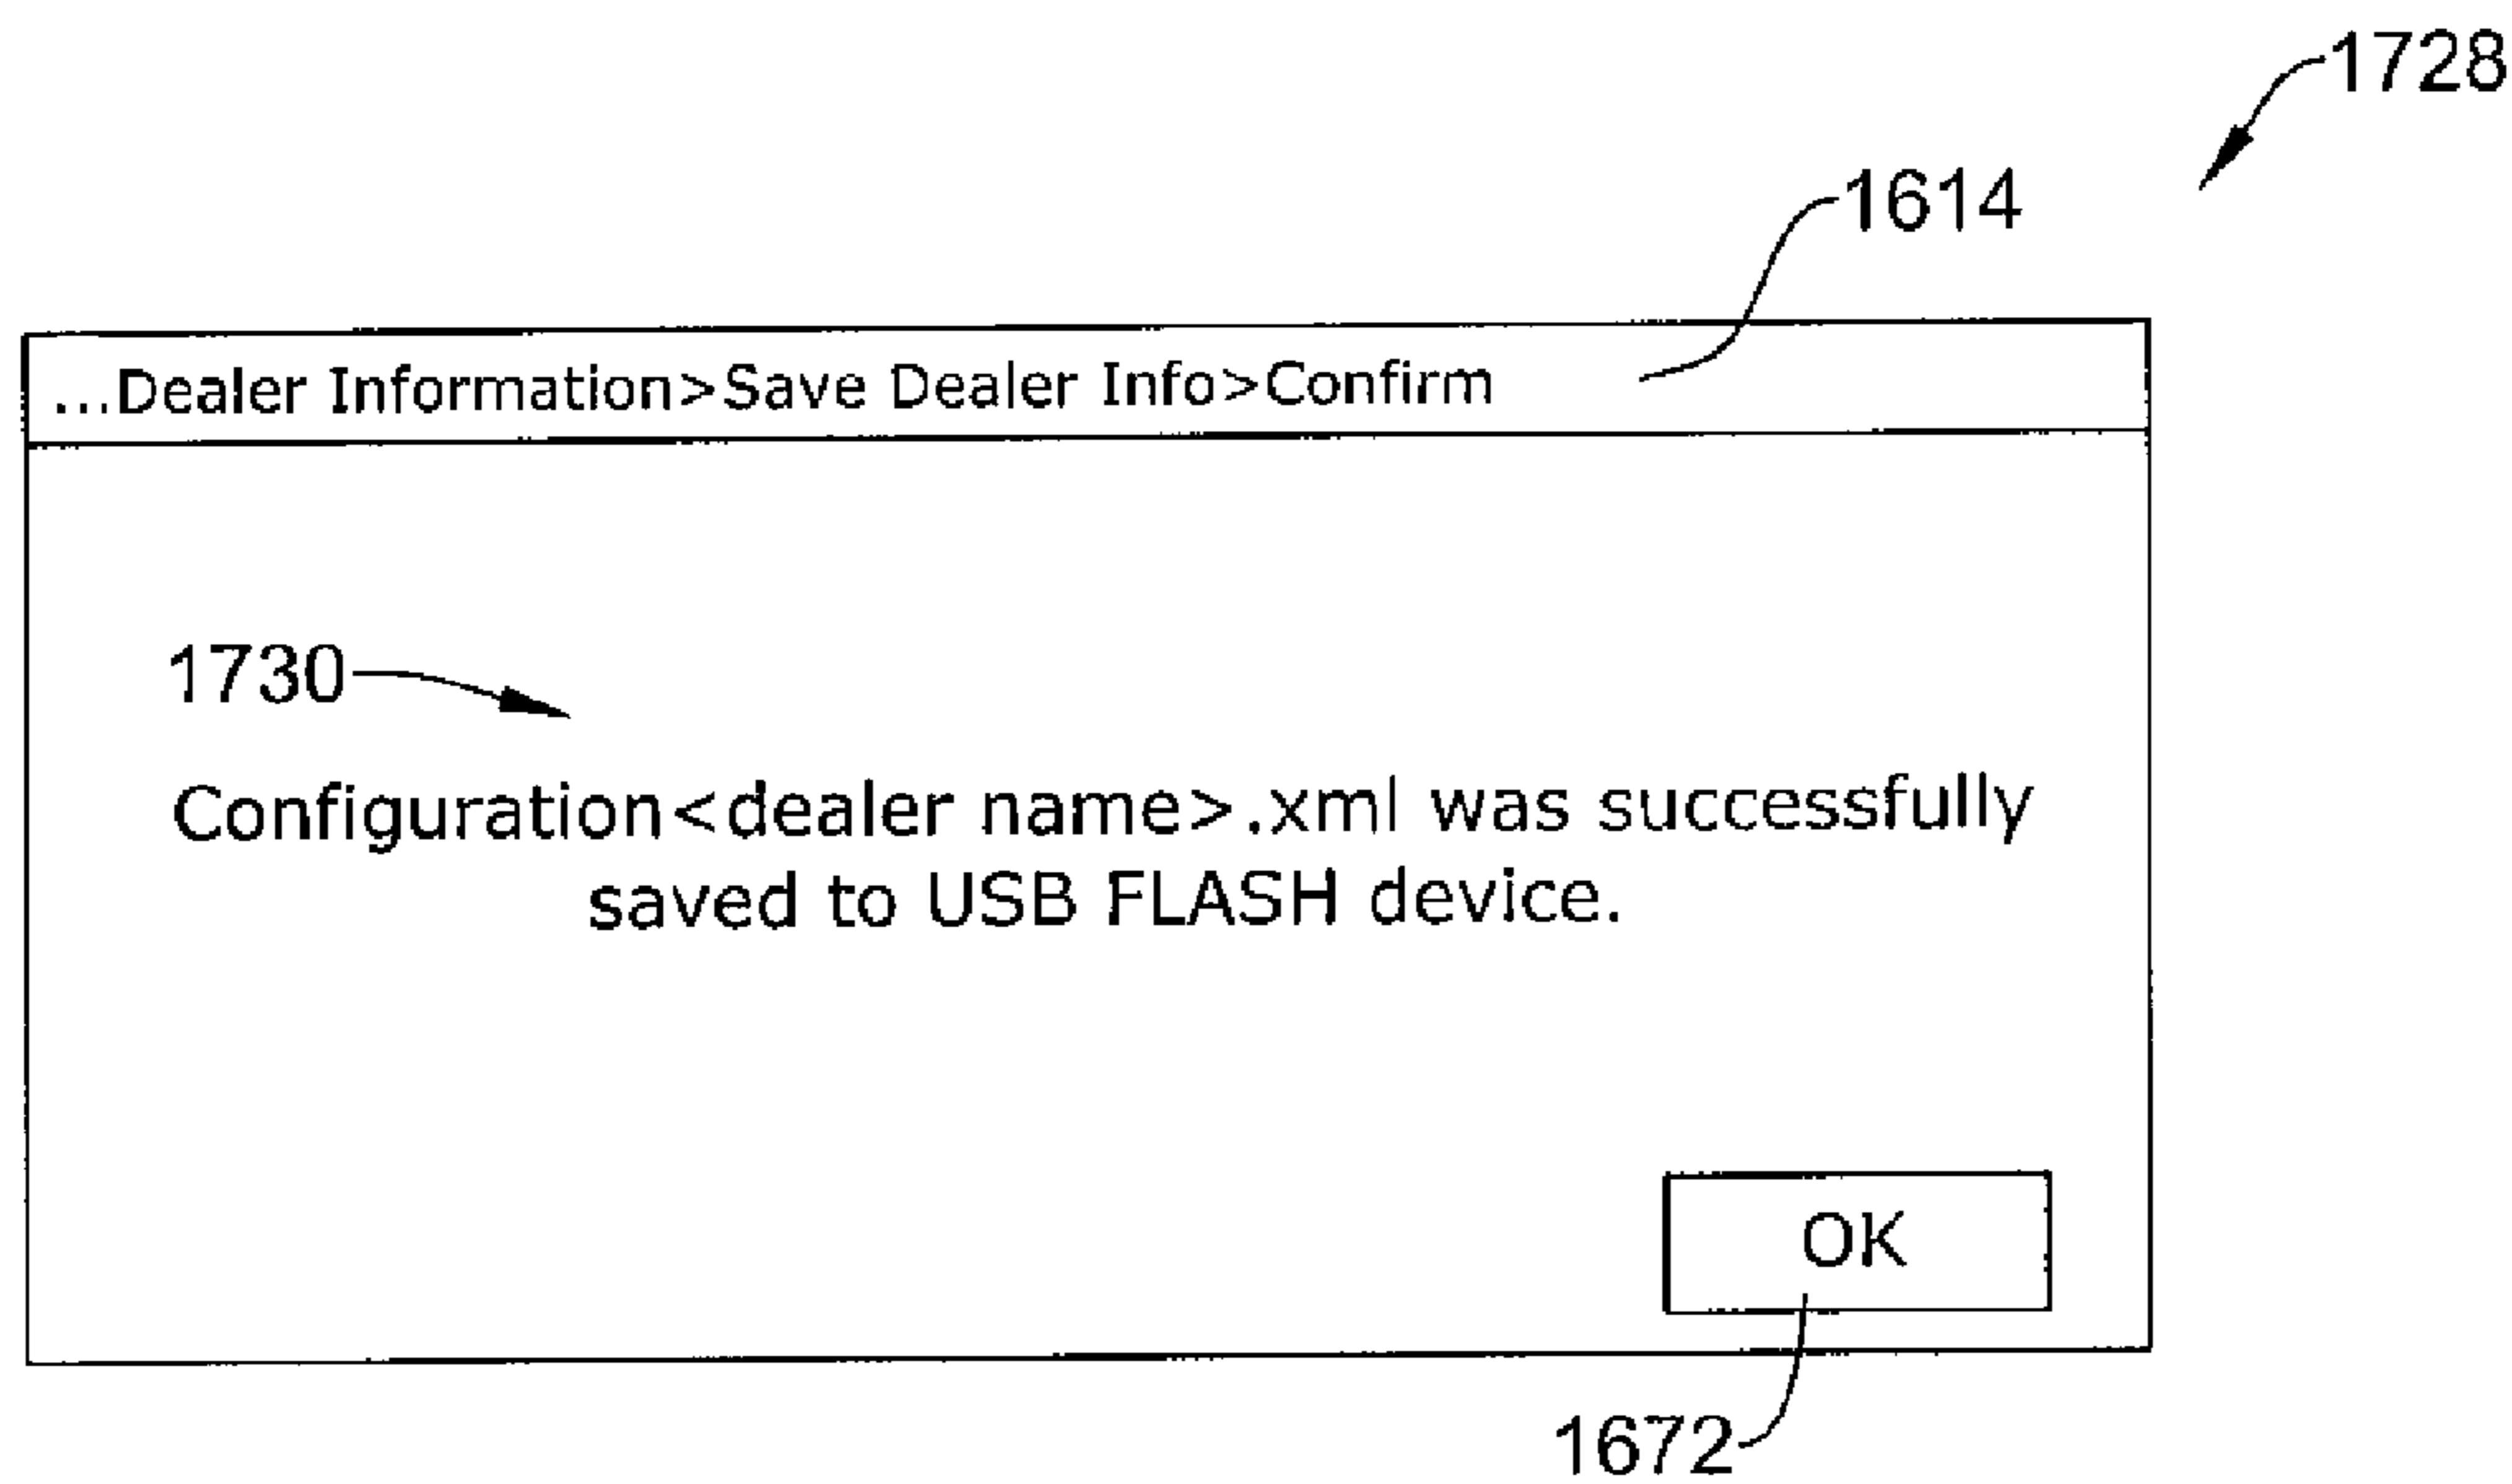 1728
1614
...Dealer Information>Save Dealer Info>Confirm
1730
Configuration<dealer name>.xml was successfully
saved to USB FLASH device.
OK
1672